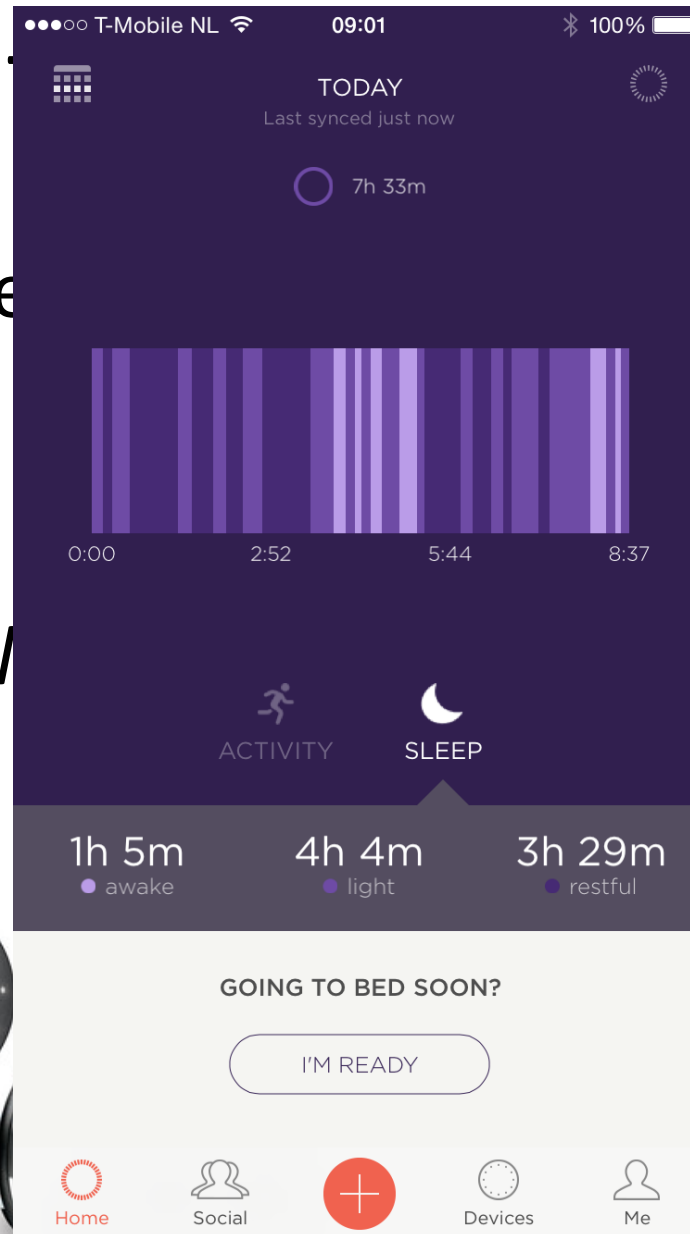 T-Mobile NL 09:01 100%
TODAY
Last synced just now
7h 33m
0:00 2:52 5:44 8:37
ACTIVITY SLEEP
1h 5m 4h 4m 3h 29m
awake light restful
GOING TO BED SOON?
I'M READY
Home Social Devices Me